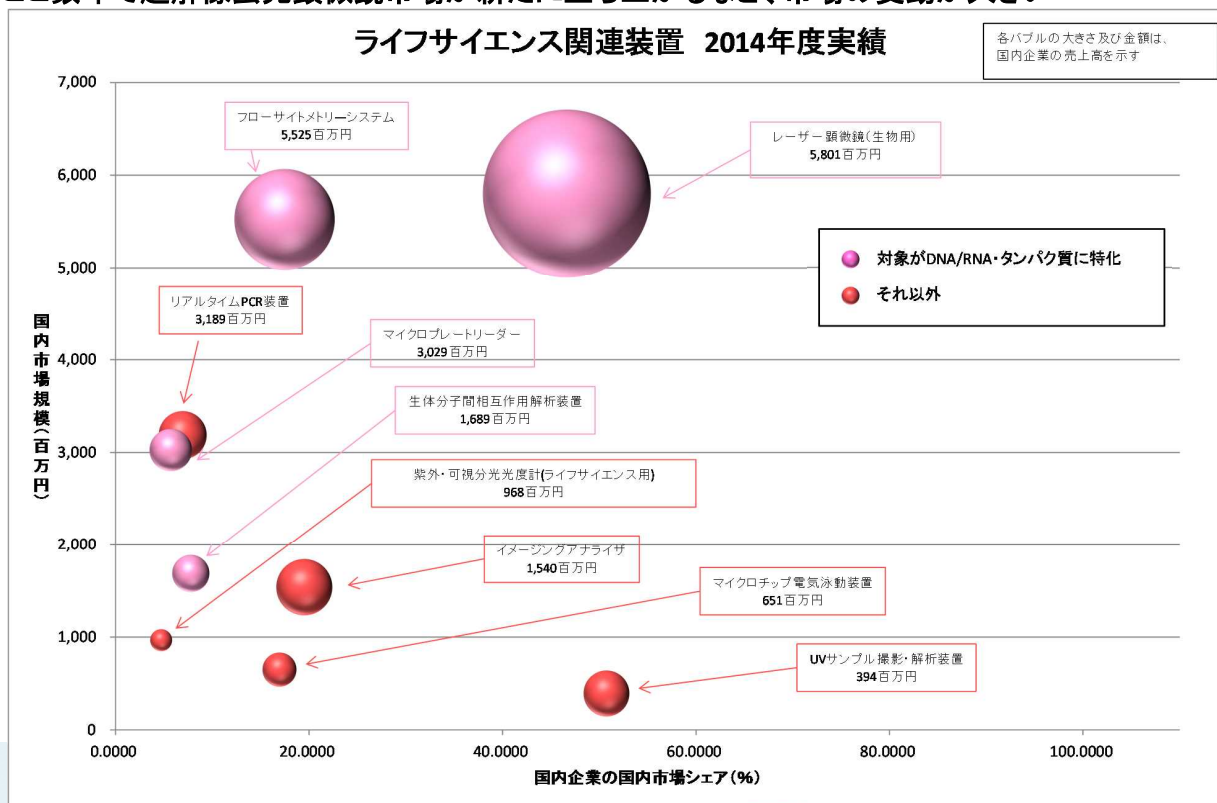 ライフサイエンス関連装置 2014年度実績
各バブルの大きさ及び金額は、
国内企業の売上高を示す
フローサイトメトリーシステム
5,525百万円
レーザー顕微鏡(生物用)
5,801百万円
対象がDNA/RNA・タンパク質に特化
それ以外
リアルタイムPCR装置
3,189百万円
マイクロプレートリーダー
3,029百万円
生体分子間相互作用解析装置
1,689百万円
紫外・可視分光光度計(ライフサイエンス用)
968百万円
イメージングアナライザ
1,540百万円
マイクロチップ電気泳動装置
651百万円
UVサンプル撮影・解析装置
394百万円
国内市場規模(百万円)
7,000
6,000
5,000
4,000
3,000
2,000
1,000
0
0.0000 20.0000 40.0000 60.0000 80.0000 100.0000
国内企業の国内市場シェア(%)